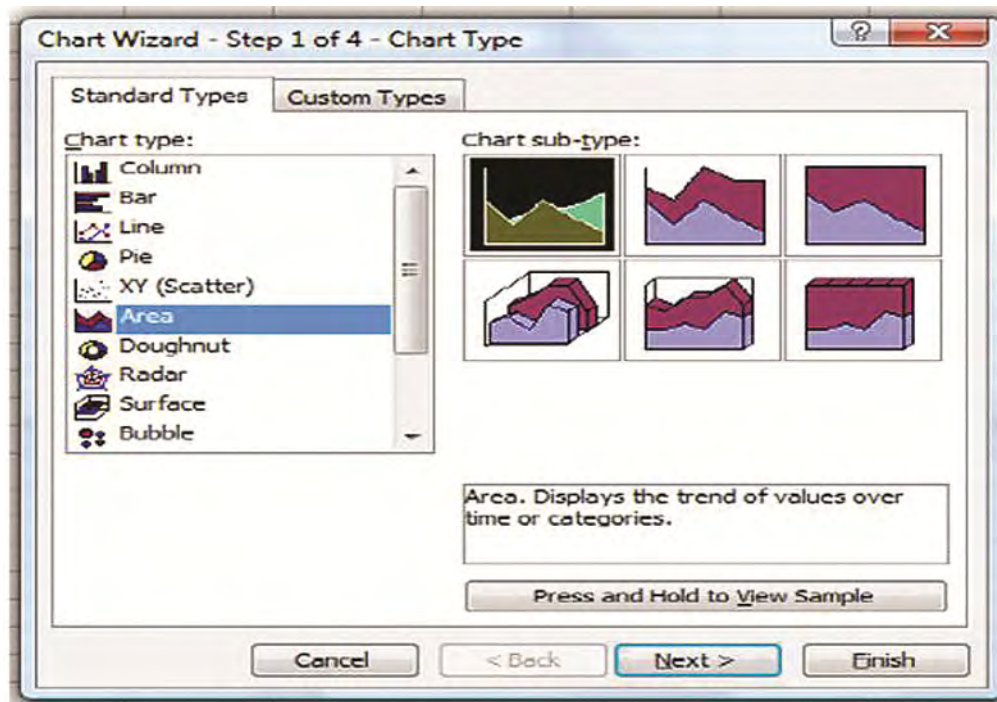 Chart Wizard - Step 1 of 4 - Chart Type
Standard Types
Custom Types
Chart type:
Column
Bar
Line
Pie
XY (Scatter)
Area
Doughnut
Radar
Surface
Bubble
Chart sub-type:
Area. Displays the trend of values over
time or categories.
Press and Hold to View Sample
Cancel
< Back
Next >
Finish